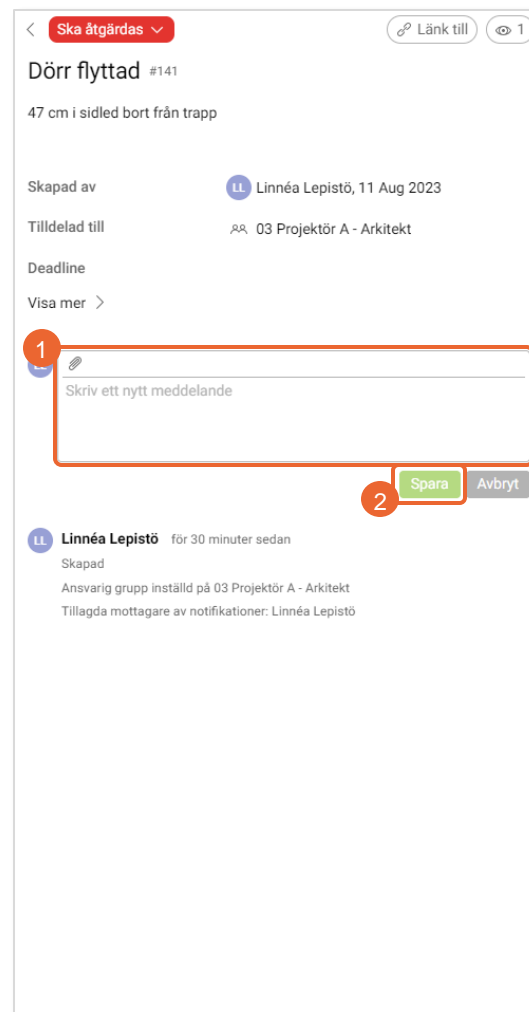 Ska åtgärdas
Länk till
1
Dörr flyttad #141
47 cm i sidled bort från trapp
Skapad av
LL Linnéa Lepistö, 11 Aug 2023
Tilldelad till
03 Projektör A - Arkitekt
Deadline
Visa mer
1
Skriv ett nytt meddelande
2
Spara
Avbryt
LL Linnéa Lepistö för 30 minuter sedan
Skapad
Ansvarig grupp inställd på 03 Projektör A - Arkitekt
Tillagda mottagare av notifikationer: Linnéa Lepistö